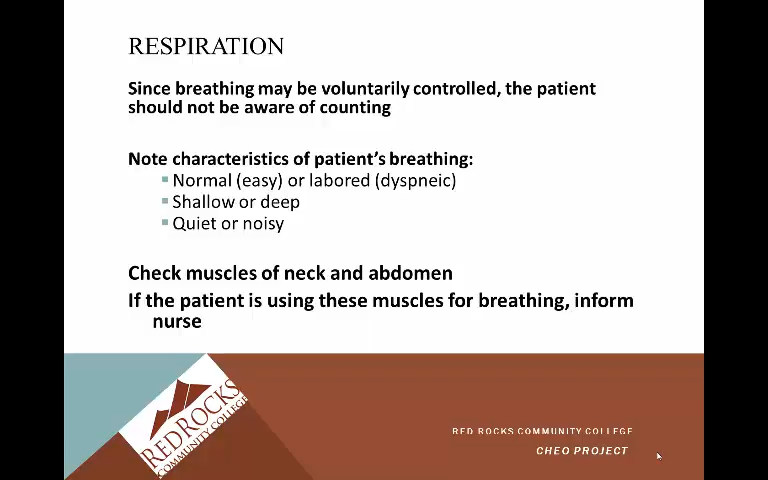 RESPIRATION
Since breathing may be voluntarily controlled, the patient
should not be aware of counting
Note characteristics of patient's breathing:
Normal (easy) or labored (dyspneic)
Shallow or deep
Quiet or noisy
Check muscles of neck and abdomen
If the patient is using these muscles for breathing, inform
nurse
RED ROCKS
COMMUNITY COLLEGE
RED ROCKS COMMUNITY COLLEGE
CHEO PROJECT